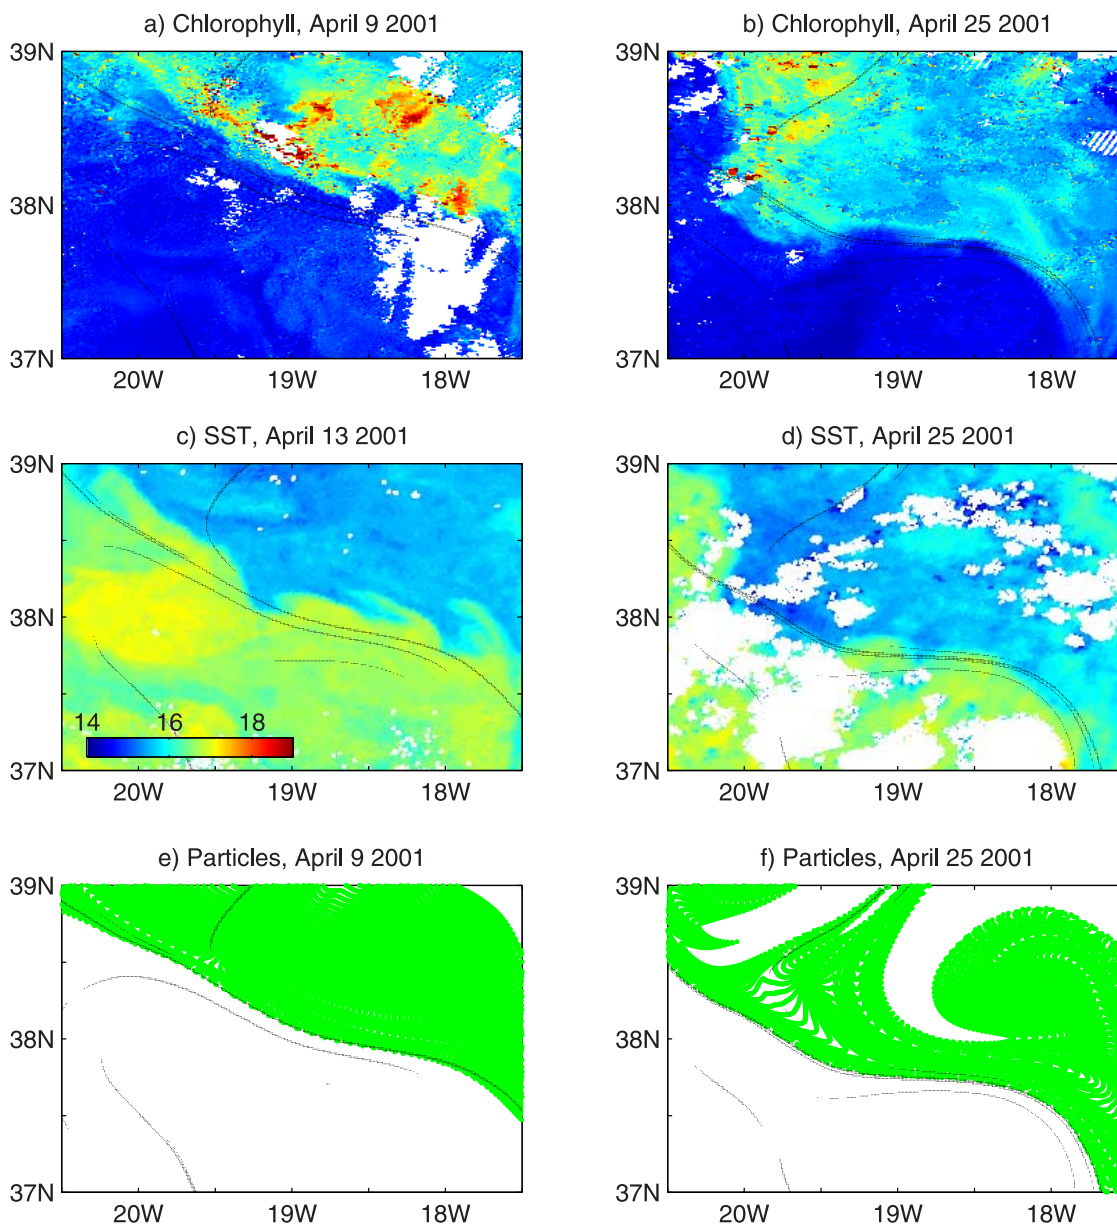 a) Chlorophyll, April 9 2001
b) Chlorophyll, April 25 2001
39N
38N
37N
20W 19W 18W
39N
38N
37N
20W 19W 18W
c) SST, April 13 2001
d) SST, April 25 2001
39N
38N
37N
14 16 18
20W 19W 18W
39N
38N
37N
20W 19W 18W
e) Particles, April 9 2001
f) Particles, April 25 2001
39N
38N
37N
20W 19W 18W
39N
38N
37N
20W 19W 18W